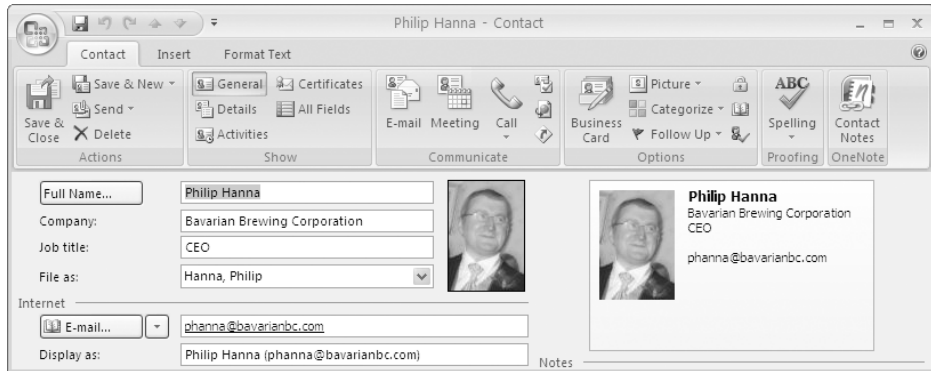 Philip Hanna - Contact
Contact Insert Format Text
Save & Close
Save & New
Send
Delete
Actions
General
Details
Activities
Certificates
All Fields
Show
E-mail
Meeting
Call
Communicate
Business Card
Picture
Categorize
Follow Up
Options
ABC
Spelling
Proofing
Contact Notes
OneNote
Full Name... Philip Hanna
Company: Bavarian Brewing Corporation
Job title: CEO
File as: Hanna, Philip
Internet
E-mail... phanna@bavarianbc.com
Display as: Philip Hanna (phanna@bavarianbc.com)
Philip Hanna
Bavarian Brewing Corporation
CEO
phanna@bavarianbc.com
Notes